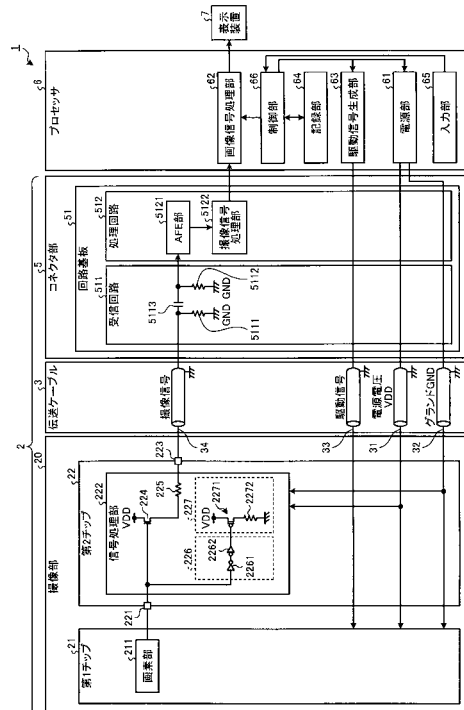 1
2
20
撮像部
21
第1チップ
211
画素部
221
22
第2チップ
222
信号処理部
VDD
224
225
223
226
2261
2262
227
VDD
2271
2272
3
伝送ケーブル
撮像信号
34
駆動信号
33
電源電圧
VDD
31
グランドGND
32
5
コネクタ部
51
回路基板
511
受信回路
5113
GND
GND
5111
5112
512
処理回路
5121
AFE部
5122
撮像信号
処理部
6
プロセッサ
62
画像信号処理部
66
制御部
64
記録部
63
駆動信号生成部
61
電源部
65
入力部
7
表示
装置